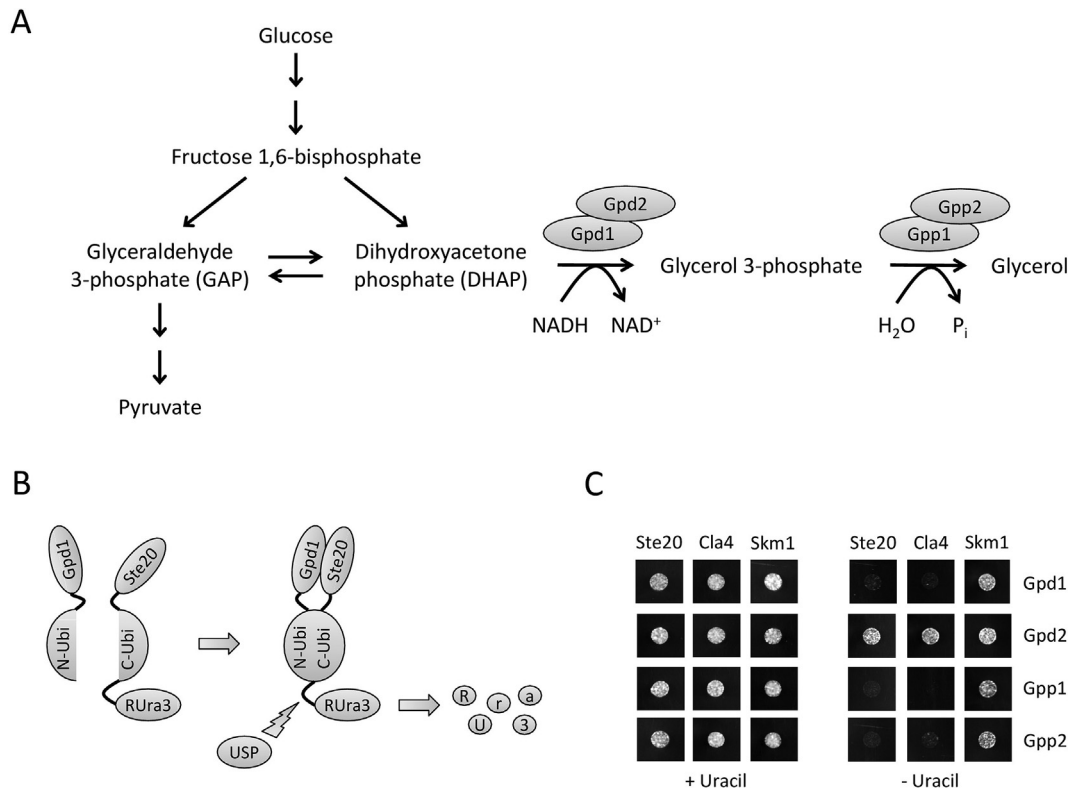 A
Glucose
Fructose 1,6-bisphosphate
Gpd2
Gpd1
Gpp2
Gpp1
Glyceraldehyde
3-phosphate (GAP)
Dihydroxyacetone
phosphate (DHAP)
Glycerol 3-phosphate
Glycerol
NADH
NAD+
H2O
Pi
Pyruvate
B
Gpd1
Ste20
N-Ubi
C-Ubi
RUra3
Gpd1
Ste20
N-Ubi
C-Ubi
RUra3
USP
R
r
a
U
3
C
Ste20 Cla4 Skm1
Ste20 Cla4 Skm1
Gpd1
Gpd2
Gpp1
Gpp2
+ Uracil
- Uracil